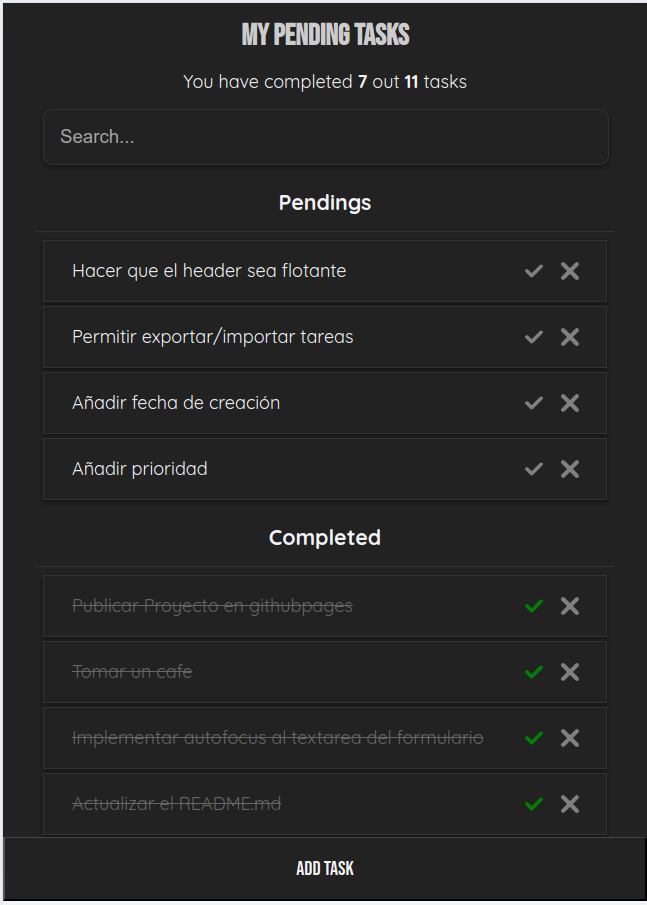 MY PENDING TASKS
You have completed 7 out 11 tasks
Search...
Pendings
Hacer que el header sea flotante
Permitir exportar/importar tareas
Añadir fecha de creación
Añadir prioridad
Completed
Publicar Proyecto en githubpages
Tomar un cafe
Implementar autofocus al textarea del formulario
Actualizar el README.md
ADD TASK